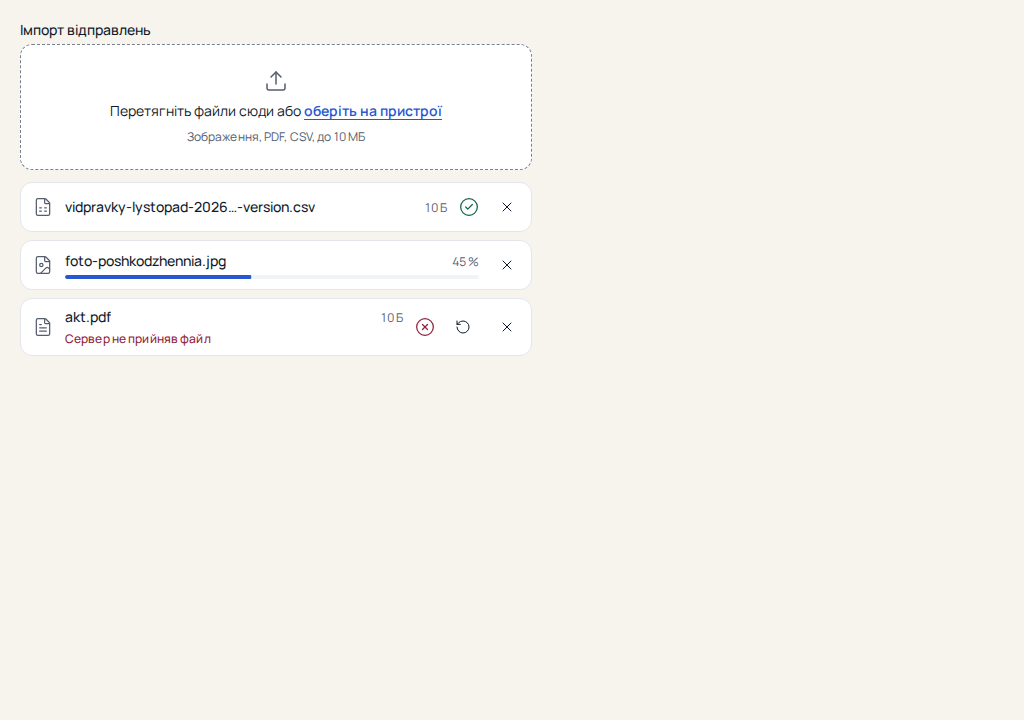 Імпорт відправлень
Перетягніть файли сюди або оберіть на пристрої
Зображення, PDF, CSV, до 10 МБ
vidpravky-lystopad-2026…-version.csv 10 Б
foto-poshkodzhennia.jpg 45 %
akt.pdf 10 Б
Сервер не прийняв файл